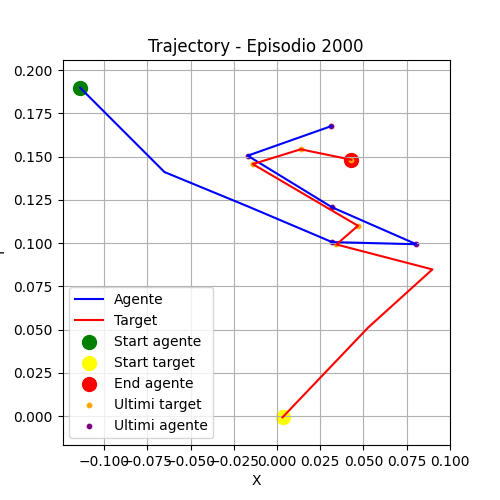 Trajectory - Episodio 2000
0.200
0.175
0.150
0.125
0.100
0.075
0.050
0.025
0.000
Agente
Target
Start agente
Start target
End agente
Ultimi target
Ultimi agente
−0.100 −0.075 −0.050 −0.025 0.000 0.025 0.050 0.075 0.100
X